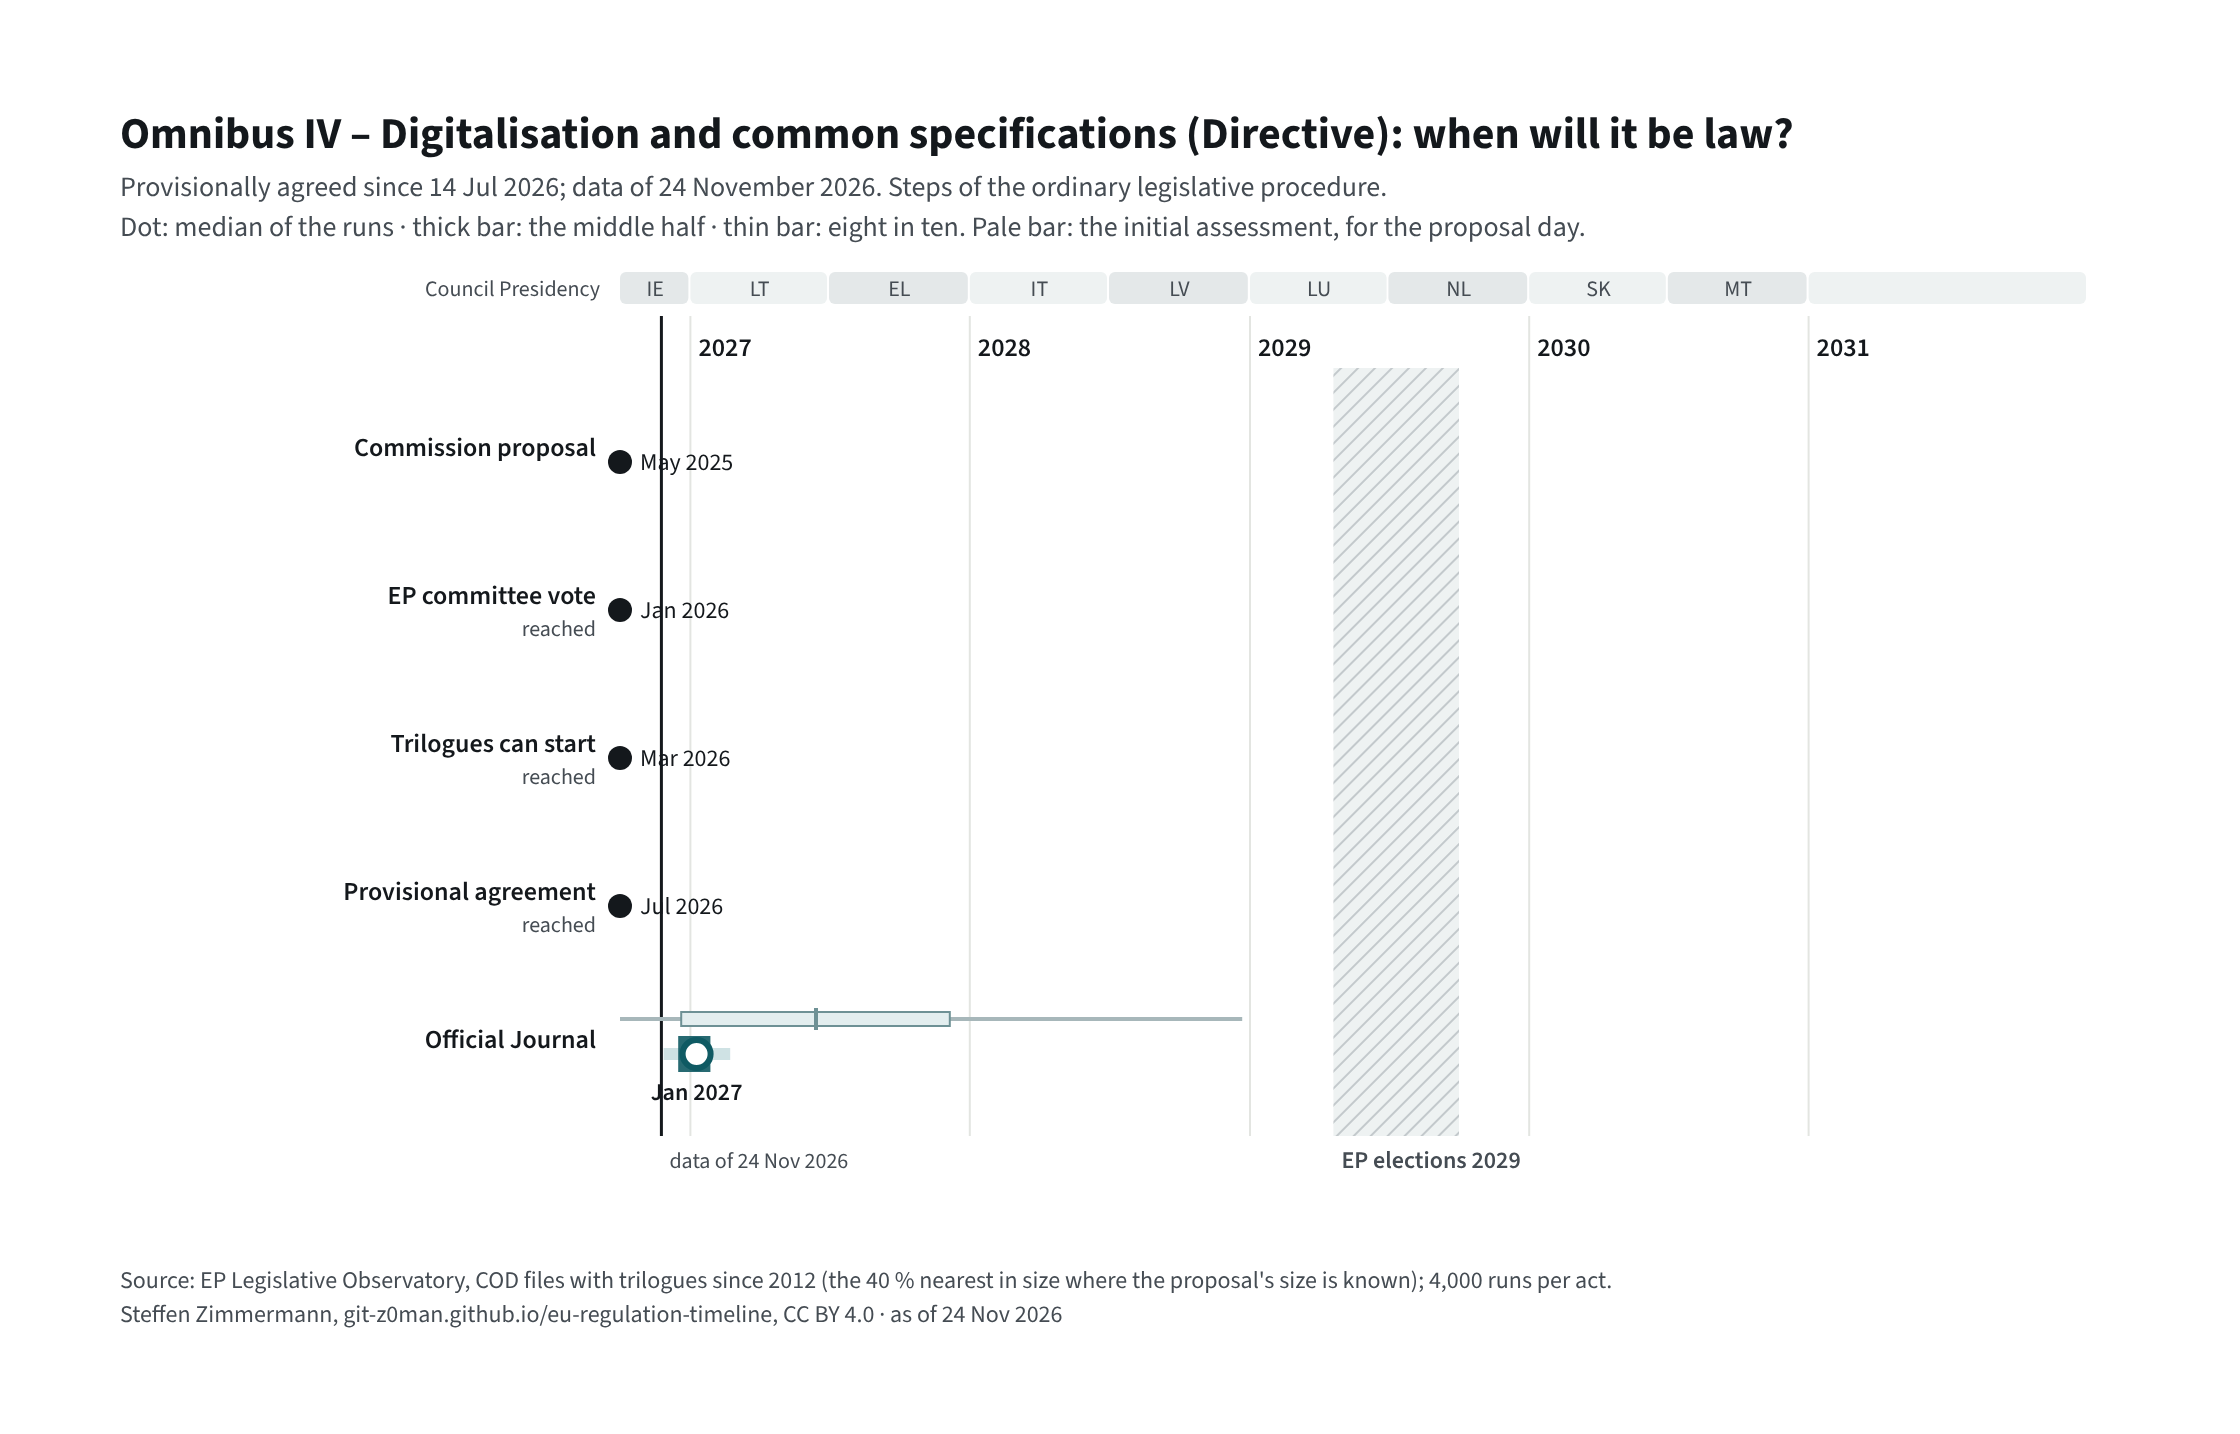 Omnibus IV – Digitalisation and common specifications (Directive): when will it be law?
Provisionally agreed since 14 Jul 2026; data of 24 November 2026. Steps of the ordinary legislative procedure.
Dot: median of the runs · thick bar: the middle half · thin bar: eight in ten. Pale bar: the initial assessment, for the proposal day.
Council Presidency IE LT EL IT LV LU NL SK MT
2027 2028 2029 2030 2031
Commission proposal
May 2025
EP committee vote
Jan 2026
reached
Trilogues can start
Mar 2026
reached
Provisional agreement
Jul 2026
reached
Official Journal
Jan 2027
data of 24 Nov 2026
EP elections 2029
Source: EP Legislative Observatory, COD files with trilogues since 2012 (the 40 % nearest in size where the proposal's size is known); 4,000 runs per act.
Steffen Zimmermann, git-z0man.github.io/eu-regulation-timeline, CC BY 4.0 · as of 24 Nov 2026